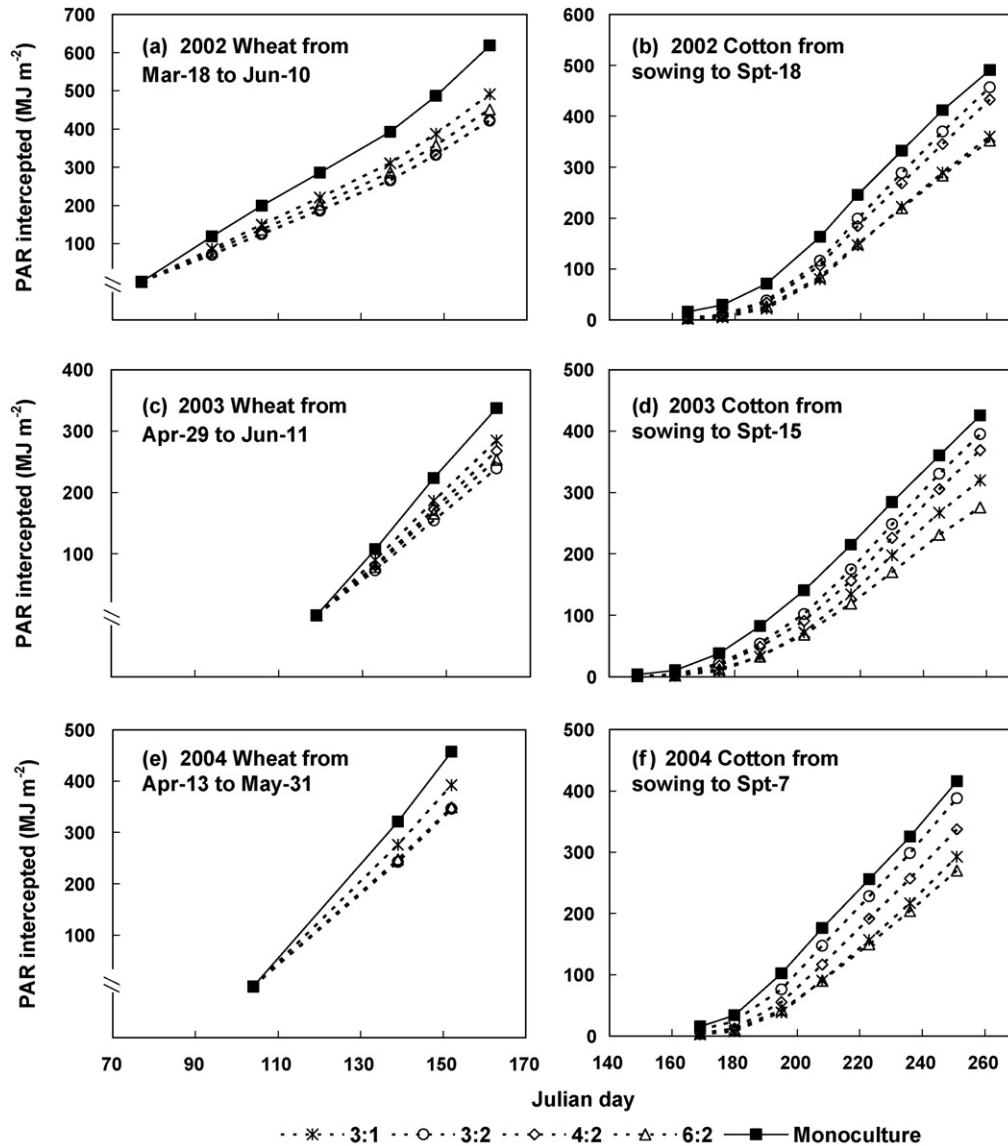 700
600
500
400
300
200
100
PAR intercepted (MJ m-2)
(a) 2002 Wheat from
Mar-18 to Jun-10
600
500
400
300
200
100
0
(b) 2002 Cotton from
sowing to Spt-18
400
300
200
100
PAR intercepted (MJ m-2)
(c) 2003 Wheat from
Apr-29 to Jun-11
500
400
300
200
100
0
(d) 2003 Cotton from
sowing to Spt-15
500
400
300
200
100
PAR intercepted (MJ m-2)
(e) 2004 Wheat from
Apr-13 to May-31
70 90 110 130 150 170
500
400
300
200
100
0
(f) 2004 Cotton from
sowing to Spt-7
140 160 180 200 220 240 260
Julian day
3:1 3:2 4:2 6:2 Monoculture